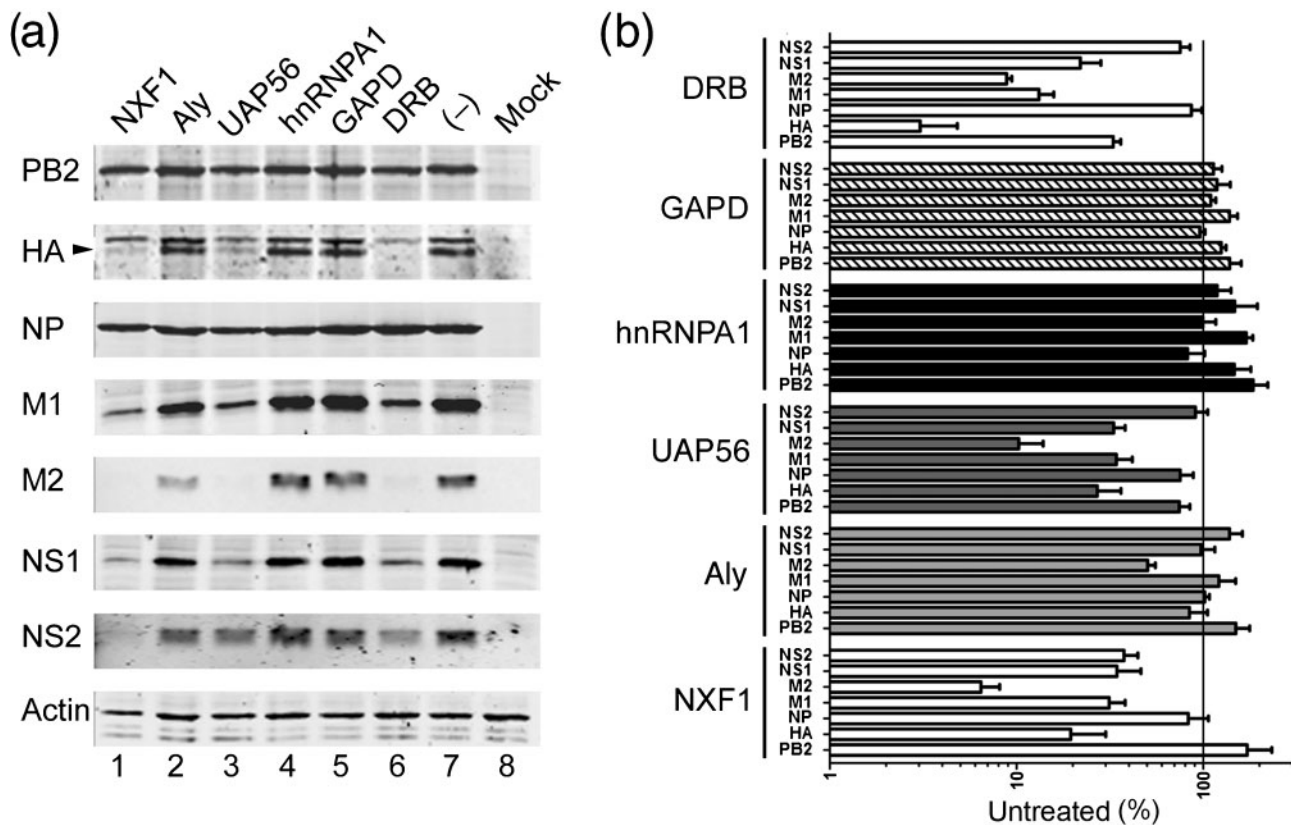 (a)
NXF1 Aly UAP56 hnRNPA1 GAPD DRB (–) Mock
PB2
HA
NP
M1
M2
NS1
NS2
Actin
1 2 3 4 5 6 7 8
(b)
DRB
NS2
NS1
M2
M1
NP
HA
PB2
GAPD
NS2
NS1
M2
M1
NP
HA
PB2
hnRNPA1
NS2
NS1
M2
M1
NP
HA
PB2
UAP56
NS2
NS1
M2
M1
NP
HA
PB2
Aly
NS2
NS1
M2
M1
NP
HA
PB2
NXF1
NS2
NS1
M2
M1
NP
HA
PB2
1 10 100
Untreated (%)